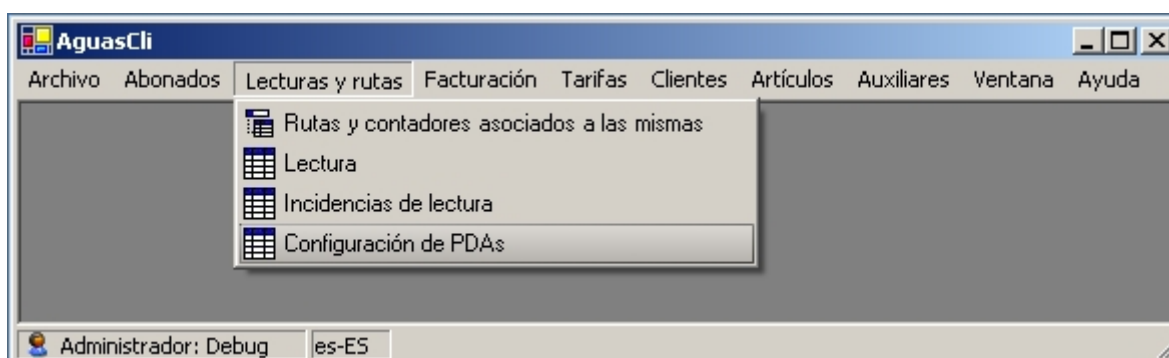 AguasCli
Archivo Abonados Lecturas y rutas Facturación Tarifas Clientes Artículos Auxiliares Ventana Ayuda
Rutas y contadores asociados a las mismas
Lectura
Incidencias de lectura
Configuración de PDAs
Administrador: Debug es-ES